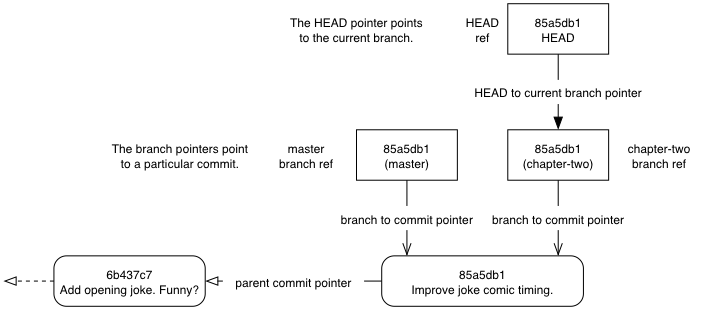 The HEAD pointer points
to the current branch.
HEAD
ref
85a5db1
HEAD
HEAD to current branch pointer
The branch pointers point
to a particular commit.
master
branch ref
85a5db1
(master)
85a5db1
(chapter-two)
chapter-two
branch ref
branch to commit pointer
branch to commit pointer
6b437c7
Add opening joke. Funny?
parent commit pointer
85a5db1
Improve joke comic timing.